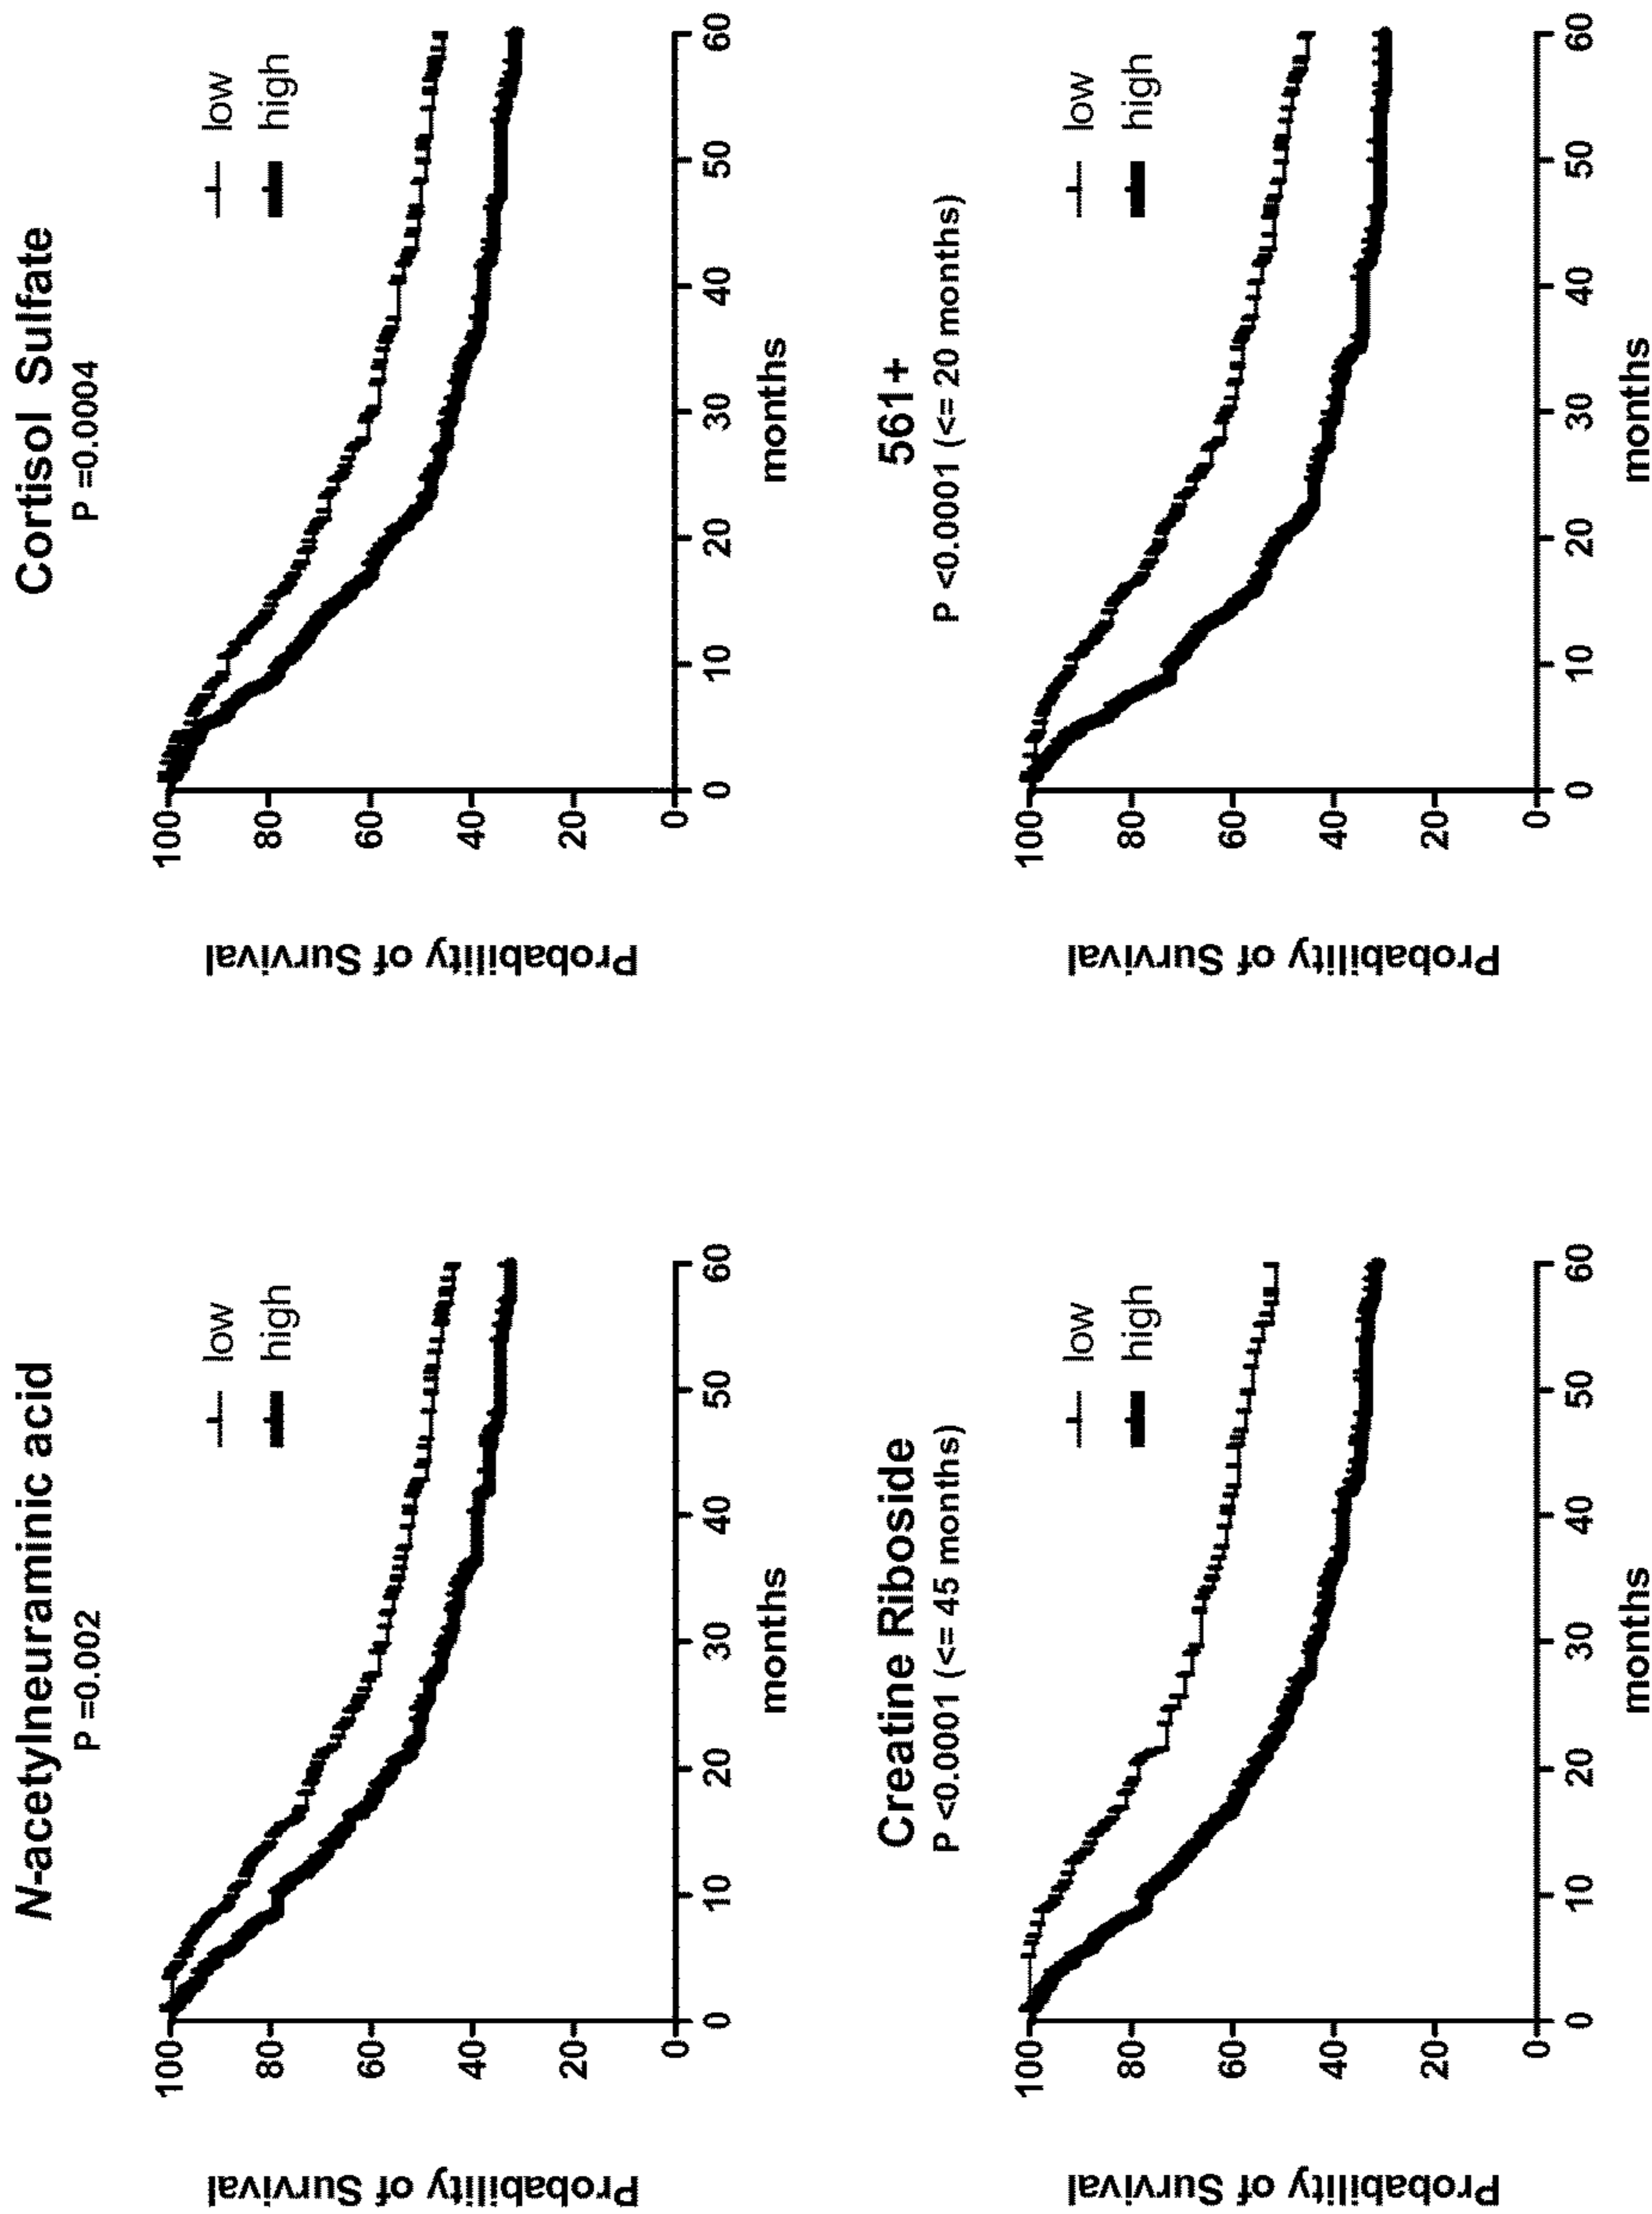 N-acetylneuraminic acid
P =0.002
low
high
Probability of Survival
100
80
60
40
20
0
0 10 20 30 40 50 60
months
Cortisol Sulfate
P =0.0004
low
high
Probability of Survival
100
80
60
40
20
0
0 10 20 30 40 50 60
months
Creatine Riboside
P <0.0001 (<= 45 months)
low
high
Probability of Survival
100
80
60
40
20
0
0 10 20 30 40 50 60
months
561+
P <0.0001 (<= 20 months)
low
high
Probability of Survival
100
80
60
40
20
0
0 10 20 30 40 50 60
months